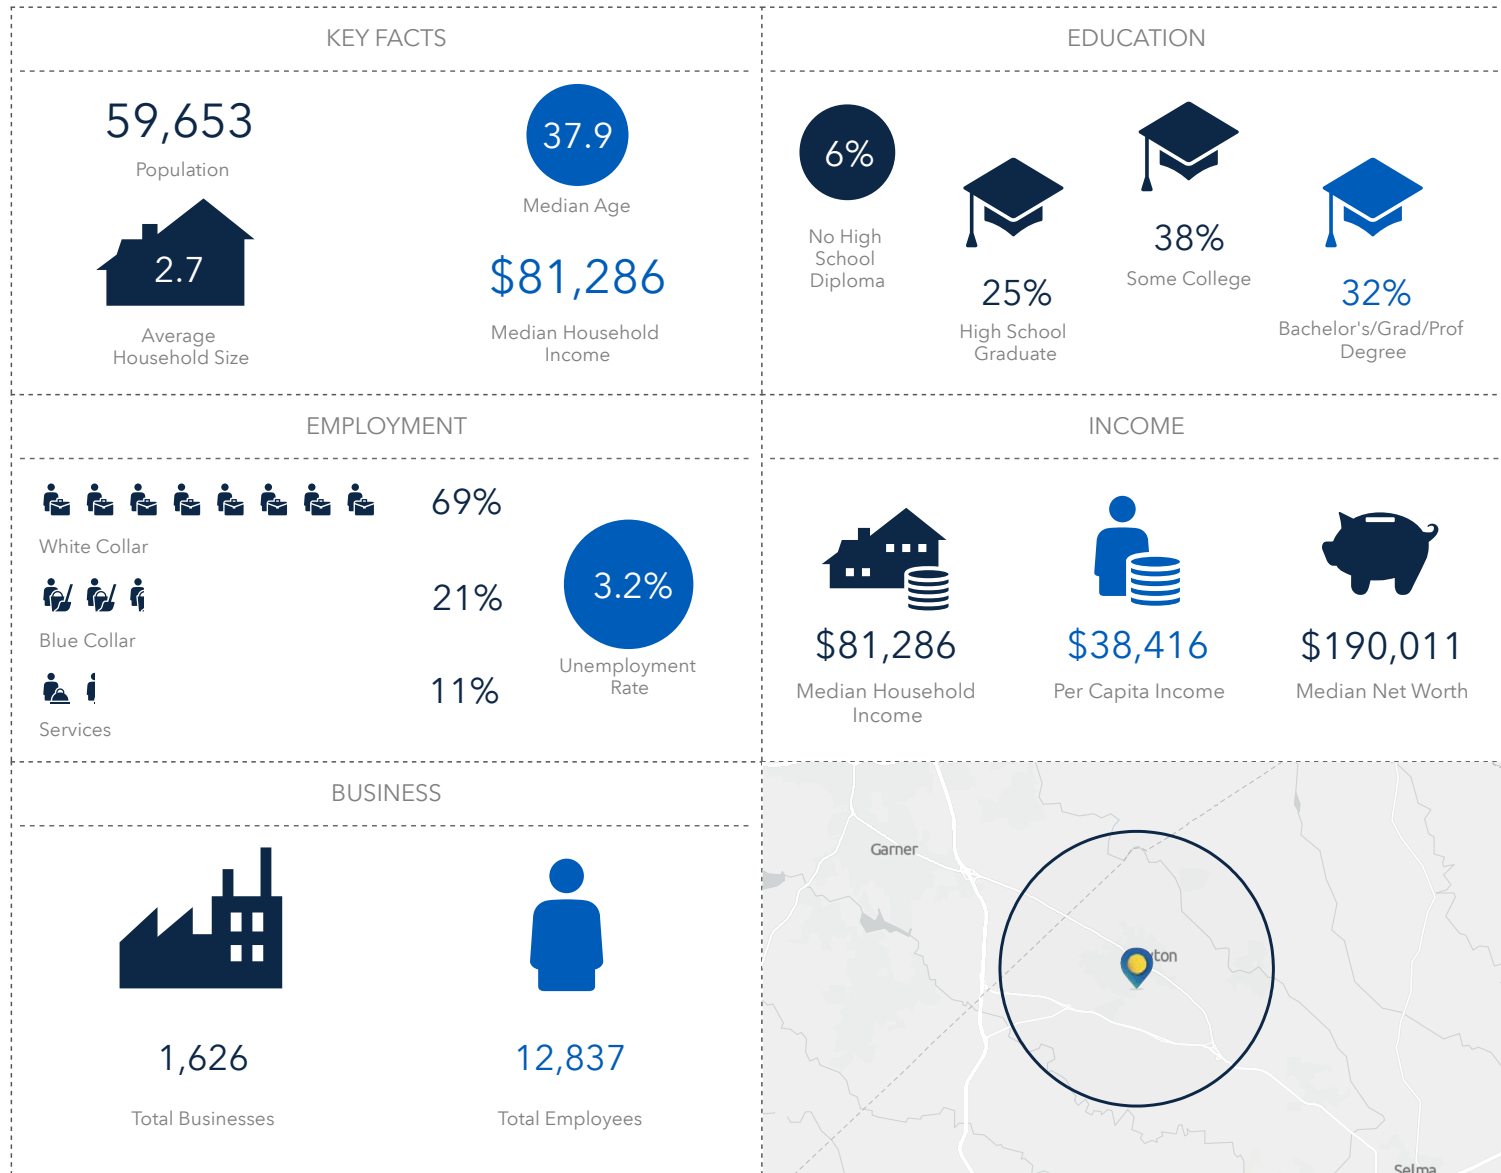 KEY FACTS
59,653
Population
37.9
Median Age
2.7
Average
Household Size
$81,286
Median Household
Income
EDUCATION
6%
No High
School
Diploma
25%
High School
Graduate
38%
Some College
32%
Bachelor's/Grad/Prof
Degree
EMPLOYMENT
69%
White Collar
21%
Blue Collar
11%
Services
3.2%
Unemployment
Rate
INCOME
$81,286
Median Household
Income
$38,416
Per Capita Income
$190,011
Median Net Worth
BUSINESS
1,626
Total Businesses
12,837
Total Employees
Garner
Selma